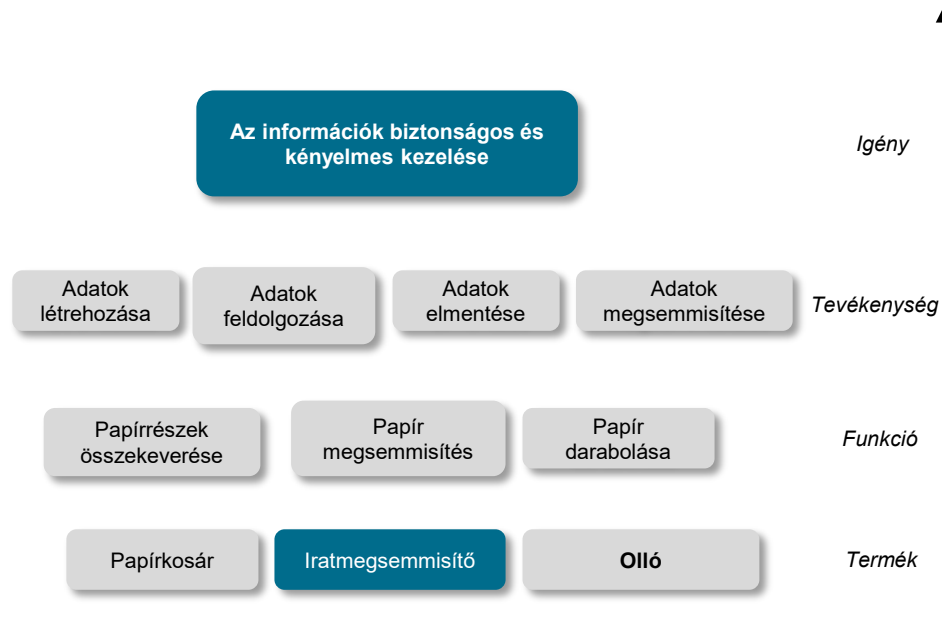 Az információk biztonságos és
kényelmes kezelése
Igény
Adatok
létrehozása
Adatok
feldolgozása
Adatok
elmentése
Adatok
megsemmisítése
Tevékenység
Papírrészek
összekeverése
Papír
megsemmisítés
Papír
darabolása
Funkció
Papírkosár
Iratmegsemmisítő
Olló
Termék